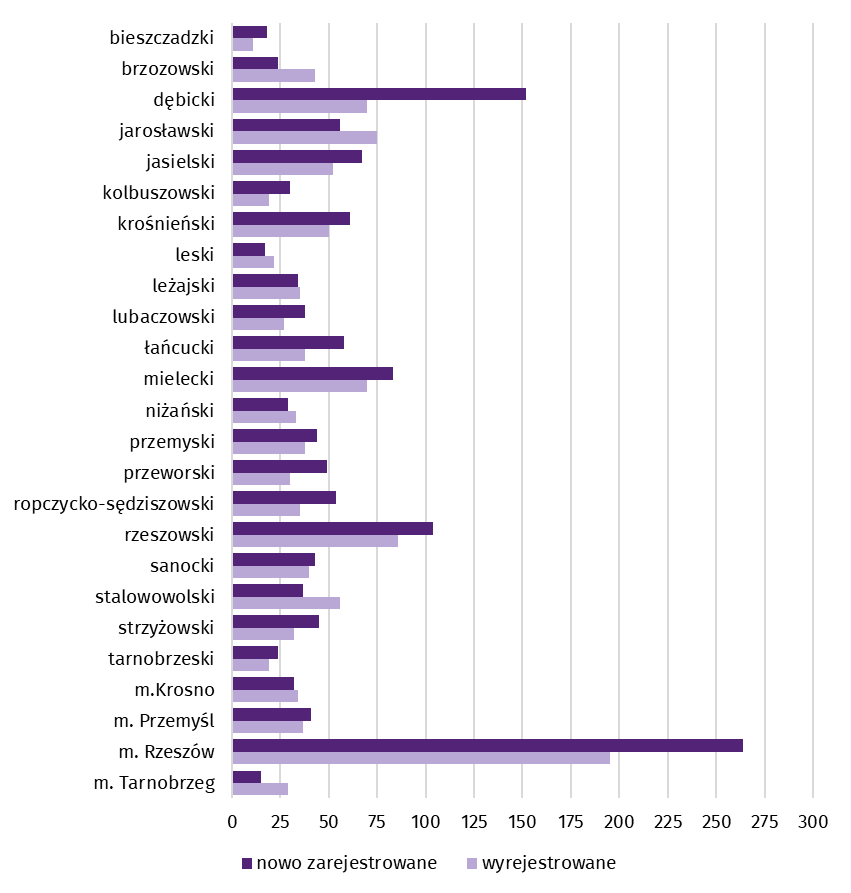 bieszczadzki
brzozowski
dębicki
jarosławski
jasielski
kolbuszowski
krośnieński
leski
leżajski
lubaczowski
łańcucki
mielecki
niżański
przemyski
przeworski
ropczycko-sędziszowski
rzeszowski
sanocki
stalowowolski
strzyżowski
tarnobrzeski
m.Krosno
m. Przemyśl
m. Rzeszów
m. Tarnobrzeg
0 25 50 75 100 125 150 175 200 225 250 275 300
nowo zarejestrowane wyrejestrowane